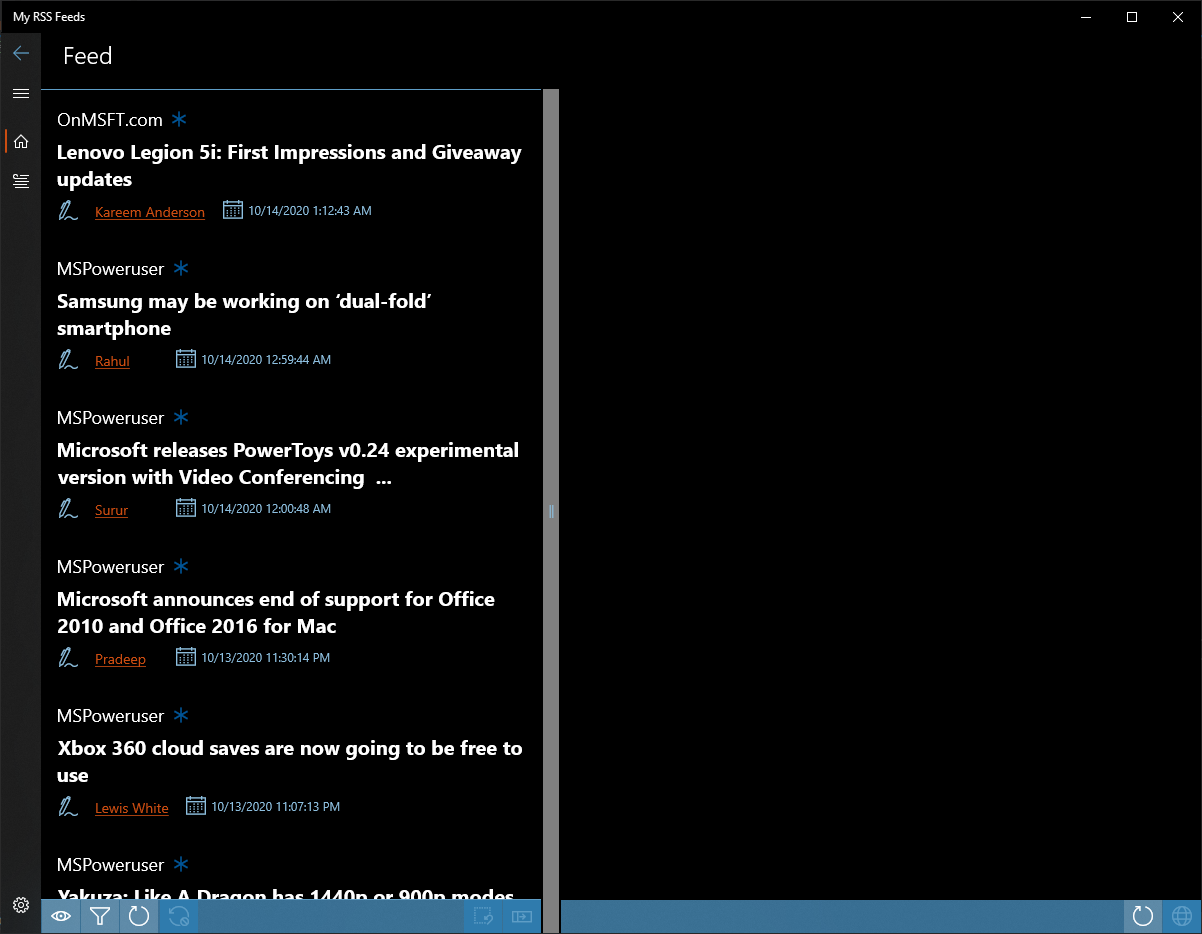 My RSS Feeds
Feed
OnMSFT.com
Lenovo Legion 5i: First Impressions and Giveaway
updates
Kareem Anderson 10/14/2020 1:12:43 AM
MSPoweruser
Samsung may be working on ‘dual-fold’
smartphone
Rahul 10/14/2020 12:59:44 AM
MSPoweruser
Microsoft releases PowerToys v0.24 experimental
version with Video Conferencing ...
Surur 10/14/2020 12:00:48 AM
MSPoweruser
Microsoft announces end of support for Office
2010 and Office 2016 for Mac
Pradeep 10/13/2020 11:30:14 PM
MSPoweruser
Xbox 360 cloud saves are now going to be free to
use
Lewis White 10/13/2020 11:07:13 PM
MSPoweruser
Yakuza: Like A Dragon has 1440p or 900p modes